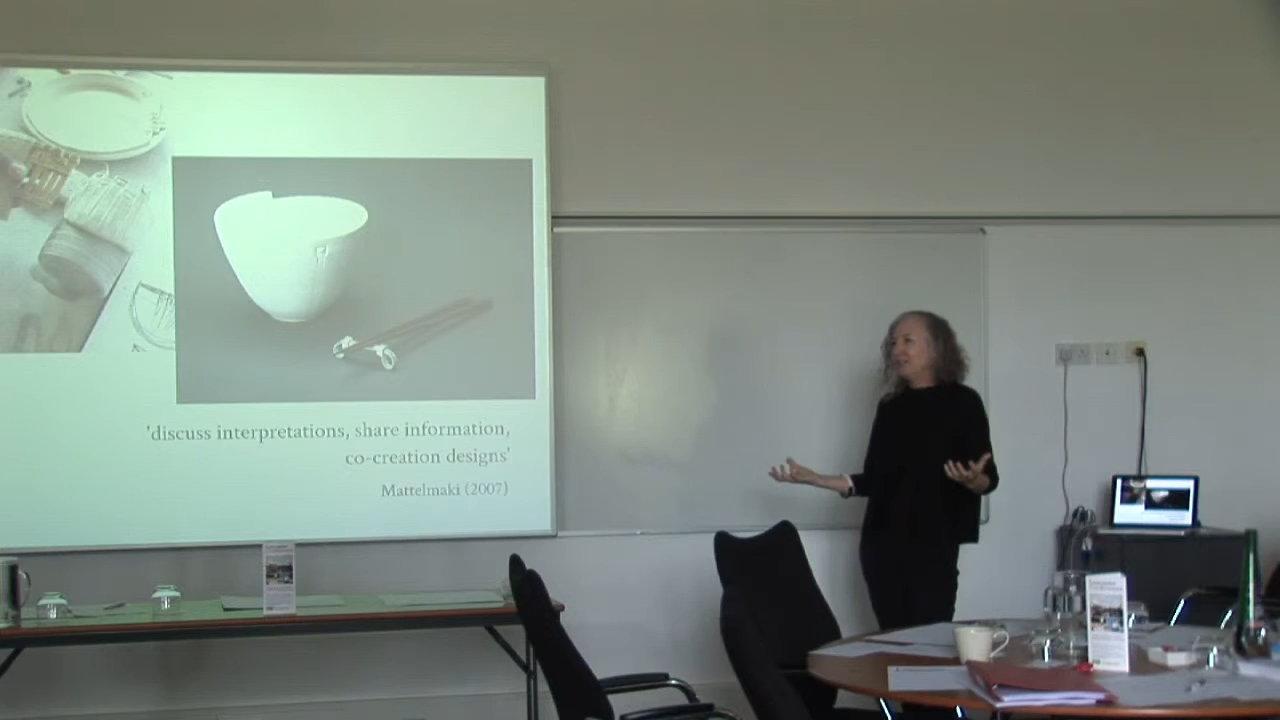 'discuss interpretations, share information,
co-creation designs'
Mattelmaki (2007)